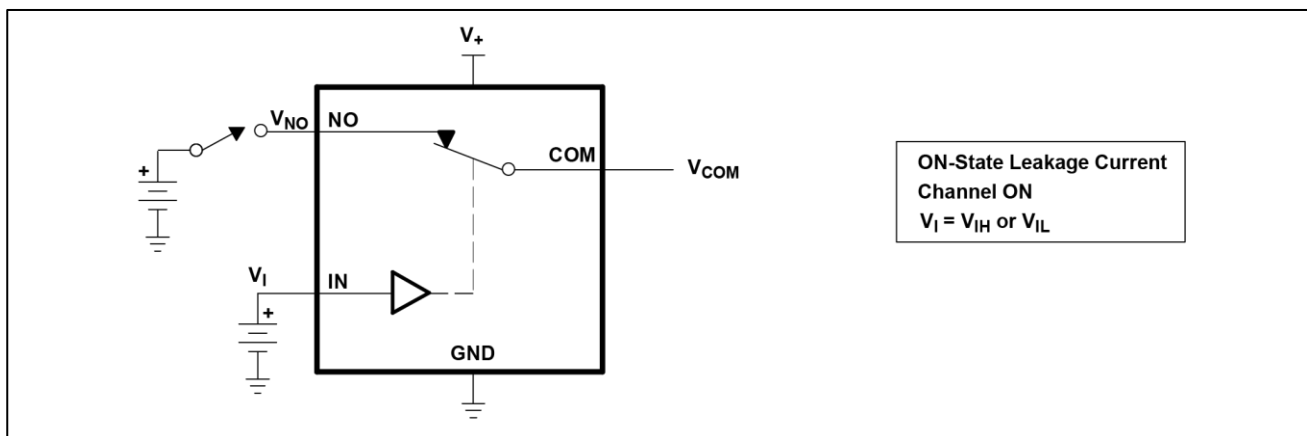 V+
VNO NO
COM
VCOM
+
VI IN
+
GND
ON-State Leakage Current
Channel ON
VI = VIH or VIL